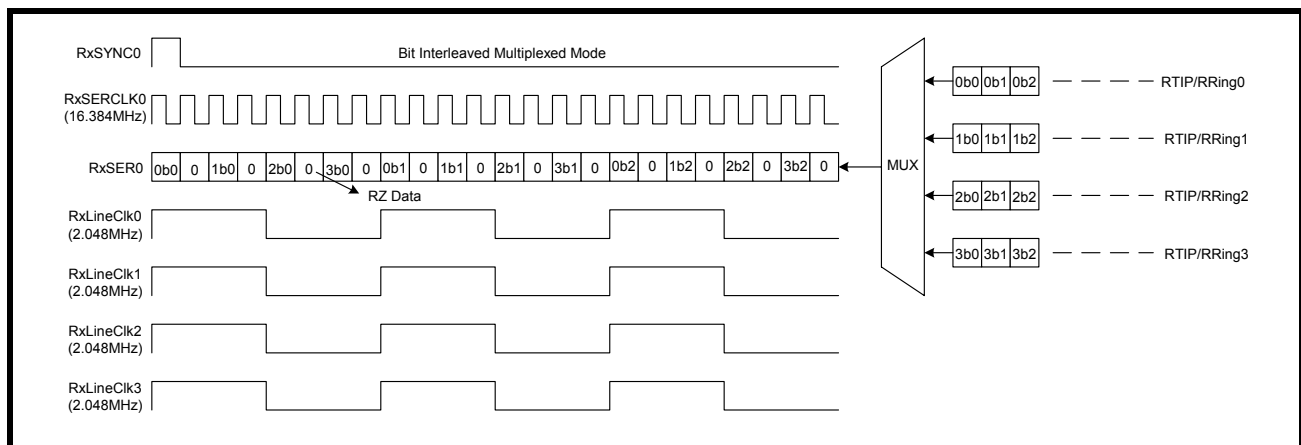 RxSYNC0
Bit Interleaved Multiplexed Mode
RxSERCLK0
(16.384MHz)
RxSER0 0b0 0 1b0 0 2b0 0 3b0 0 0b1 0 1b1 0 2b1 0 3b1 0 0b2 0 1b2 0 2b2 0 3b2 0
RZ Data
RxLineClk0
(2.048MHz)
RxLineClk1
(2.048MHz)
RxLineClk2
(2.048MHz)
RxLineClk3
(2.048MHz)
MUX
0b0 0b1 0b2 RTIP/RRing0
1b0 1b1 1b2 RTIP/RRing1
2b0 2b1 2b2 RTIP/RRing2
3b0 3b1 3b2 RTIP/RRing3